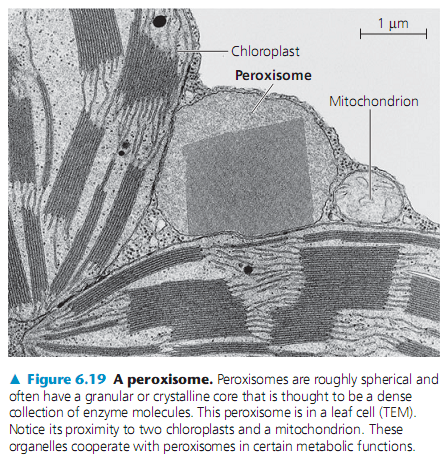 1 µm
Chloroplast
Peroxisome
Mitochondrion
▲ Figure 6.19 A peroxisome. Peroxisomes are roughly spherical and
often have a granular or crystalline core that is thought to be a dense
collection of enzyme molecules. This peroxisome is in a leaf cell (TEM).
Notice its proximity to two chloroplasts and a mitochondrion. These
organelles cooperate with peroxisomes in certain metabolic functions.